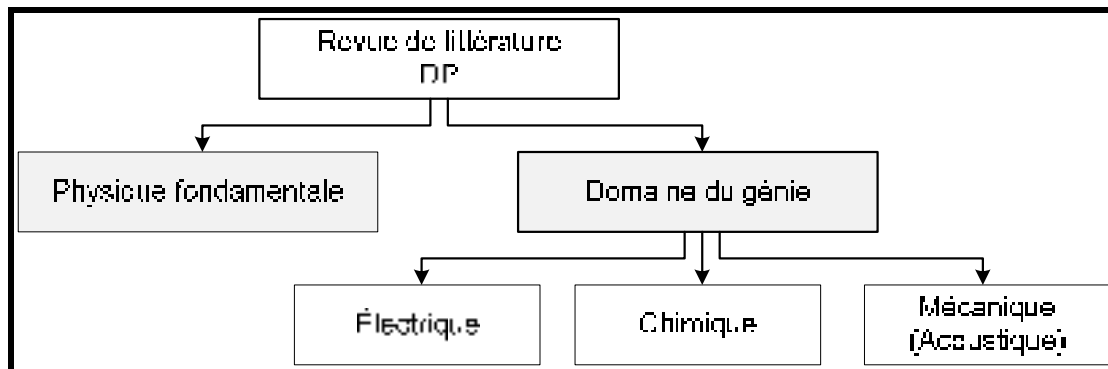 Revue de littérature
DP
Physique fondamentale
Domaine du génie
Électrique
Chimique
Mécanique
(Acoustique)